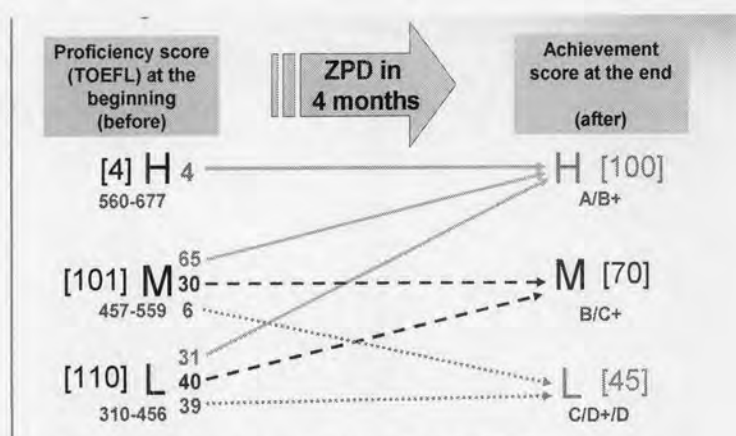 Proficiency score
(TOEFL) at the
beginning
(before)
ZPD in
4 months
Achievement
score at the end
(after)
[4] H 4
560-677
H [100]
A/B+
65
[101] M 30
457-559 6
M [70]
B/C+
31
[110] L 40
310-456 39
L [45]
C/D+/D